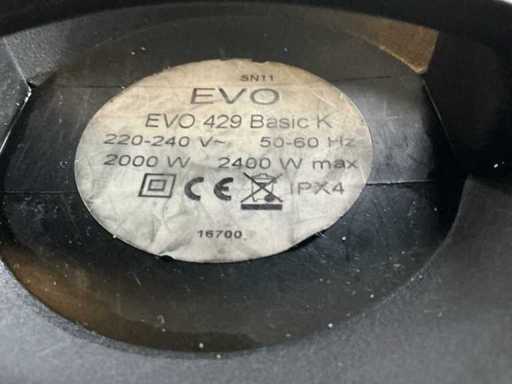 SN11
EVO
EVO 429 Basic K
220-240 V~ 50-60 Hz
2000 W 2400 W max
CE IPX4
16700